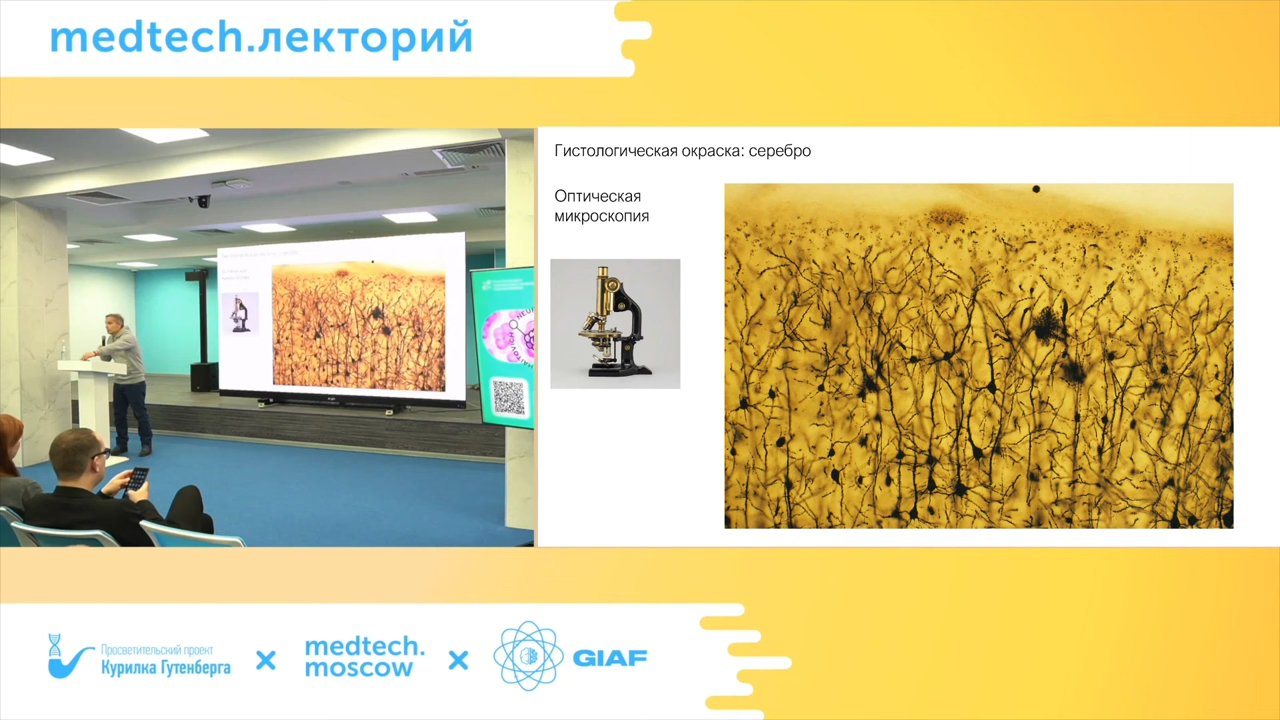 medtech.лекторий
Гистологическая окраска: серебро
Оптическая
микроскопия
Просветительский проект
Курилка Гутенберга
medtech.
moscow
GIAF